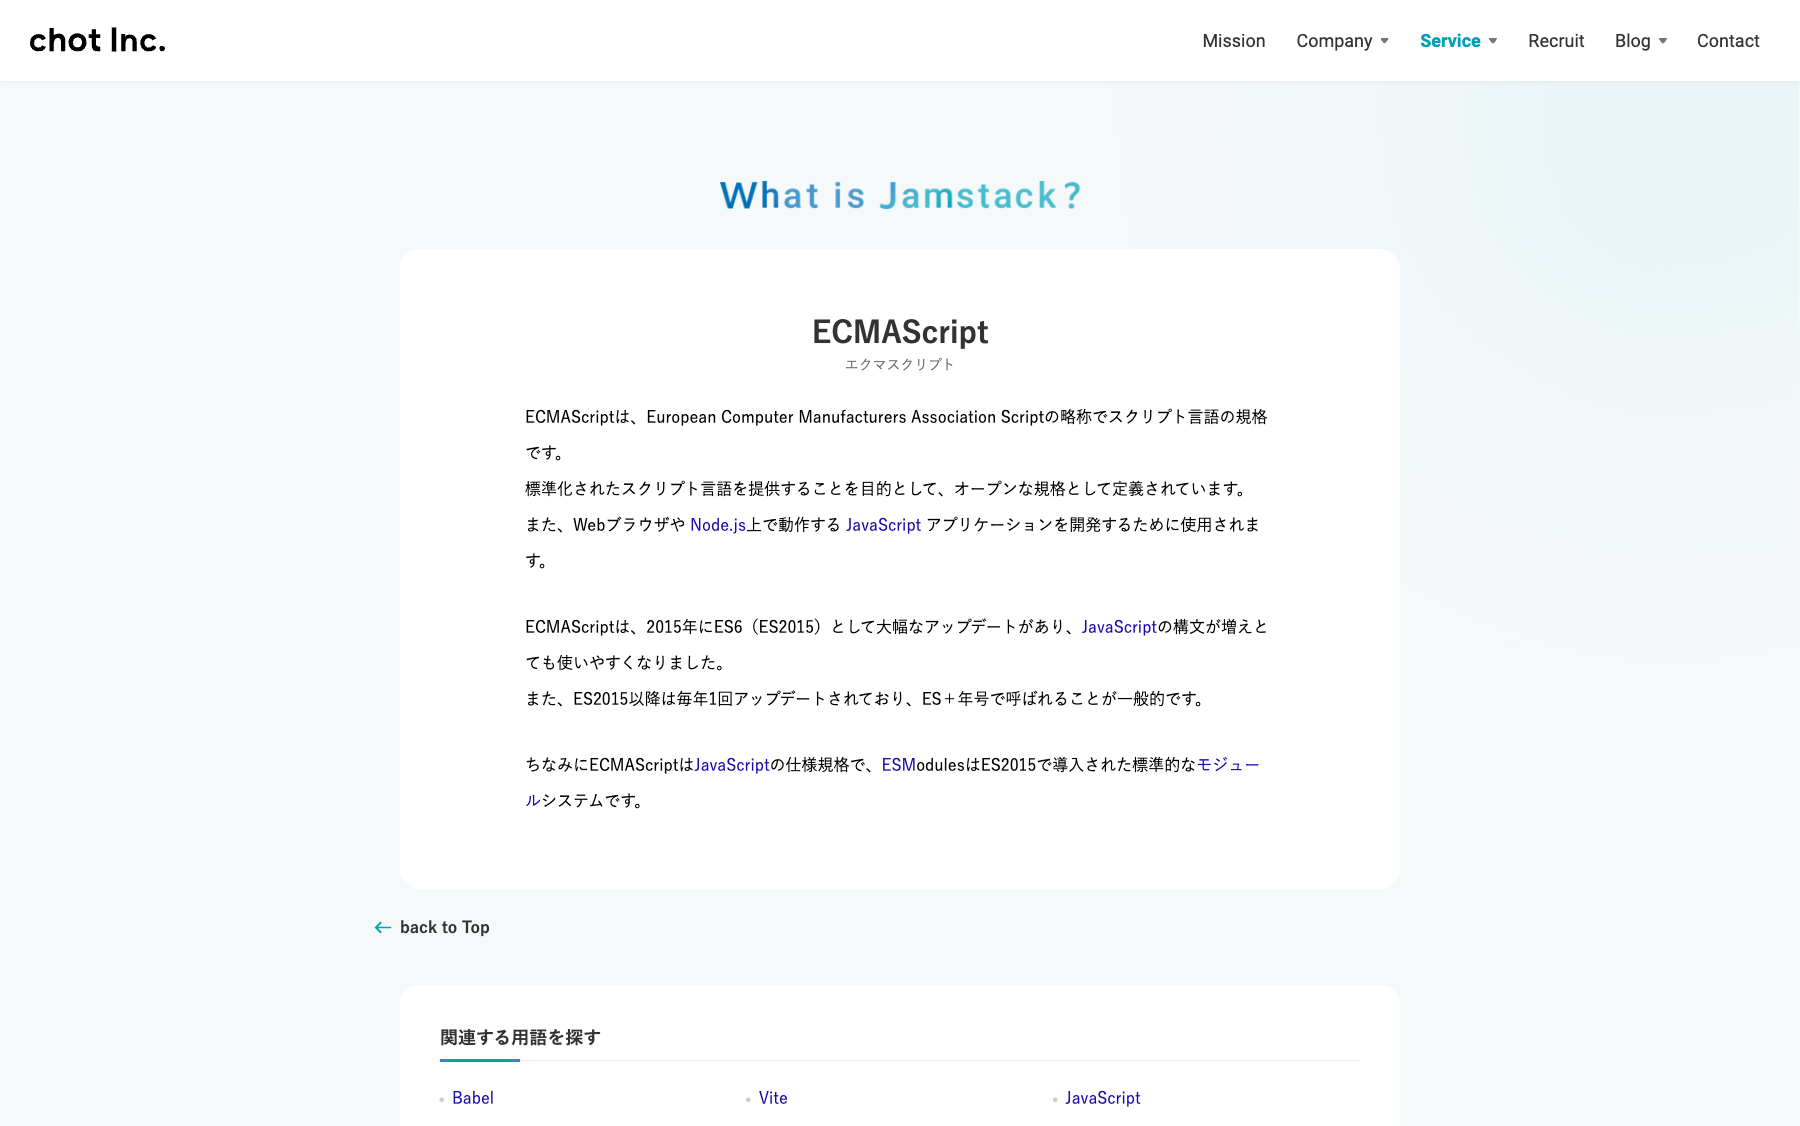 chot Inc.
Mission
Company
Service
Recruit
Blog
Contact
What is Jamstack?
ECMAScript
エクマスクリプト
ECMAScriptは、European Computer Manufacturers Association Scriptの略称でスクリプト言語の規格
です。
標準化されたスクリプト言語を提供することを目的として、オープンな規格として定義されています。
また、Webブラウザや Node.js上で動作する JavaScript アプリケーションを開発するために使用されま
す。
ECMAScriptは、2015年にES6（ES2015）として大幅なアップデートがあり、JavaScriptの構文が増えと
ても使いやすくなりました。
また、ES2015以降は毎年1回アップデートされており、ES＋年号で呼ばれることが一般的です。
ちなみにECMAScriptはJavaScriptの仕様規格で、ESModulesはES2015で導入された標準的なモジュー
ルシステムです。
back to Top
関連する用語を探す
Babel
Vite
JavaScript